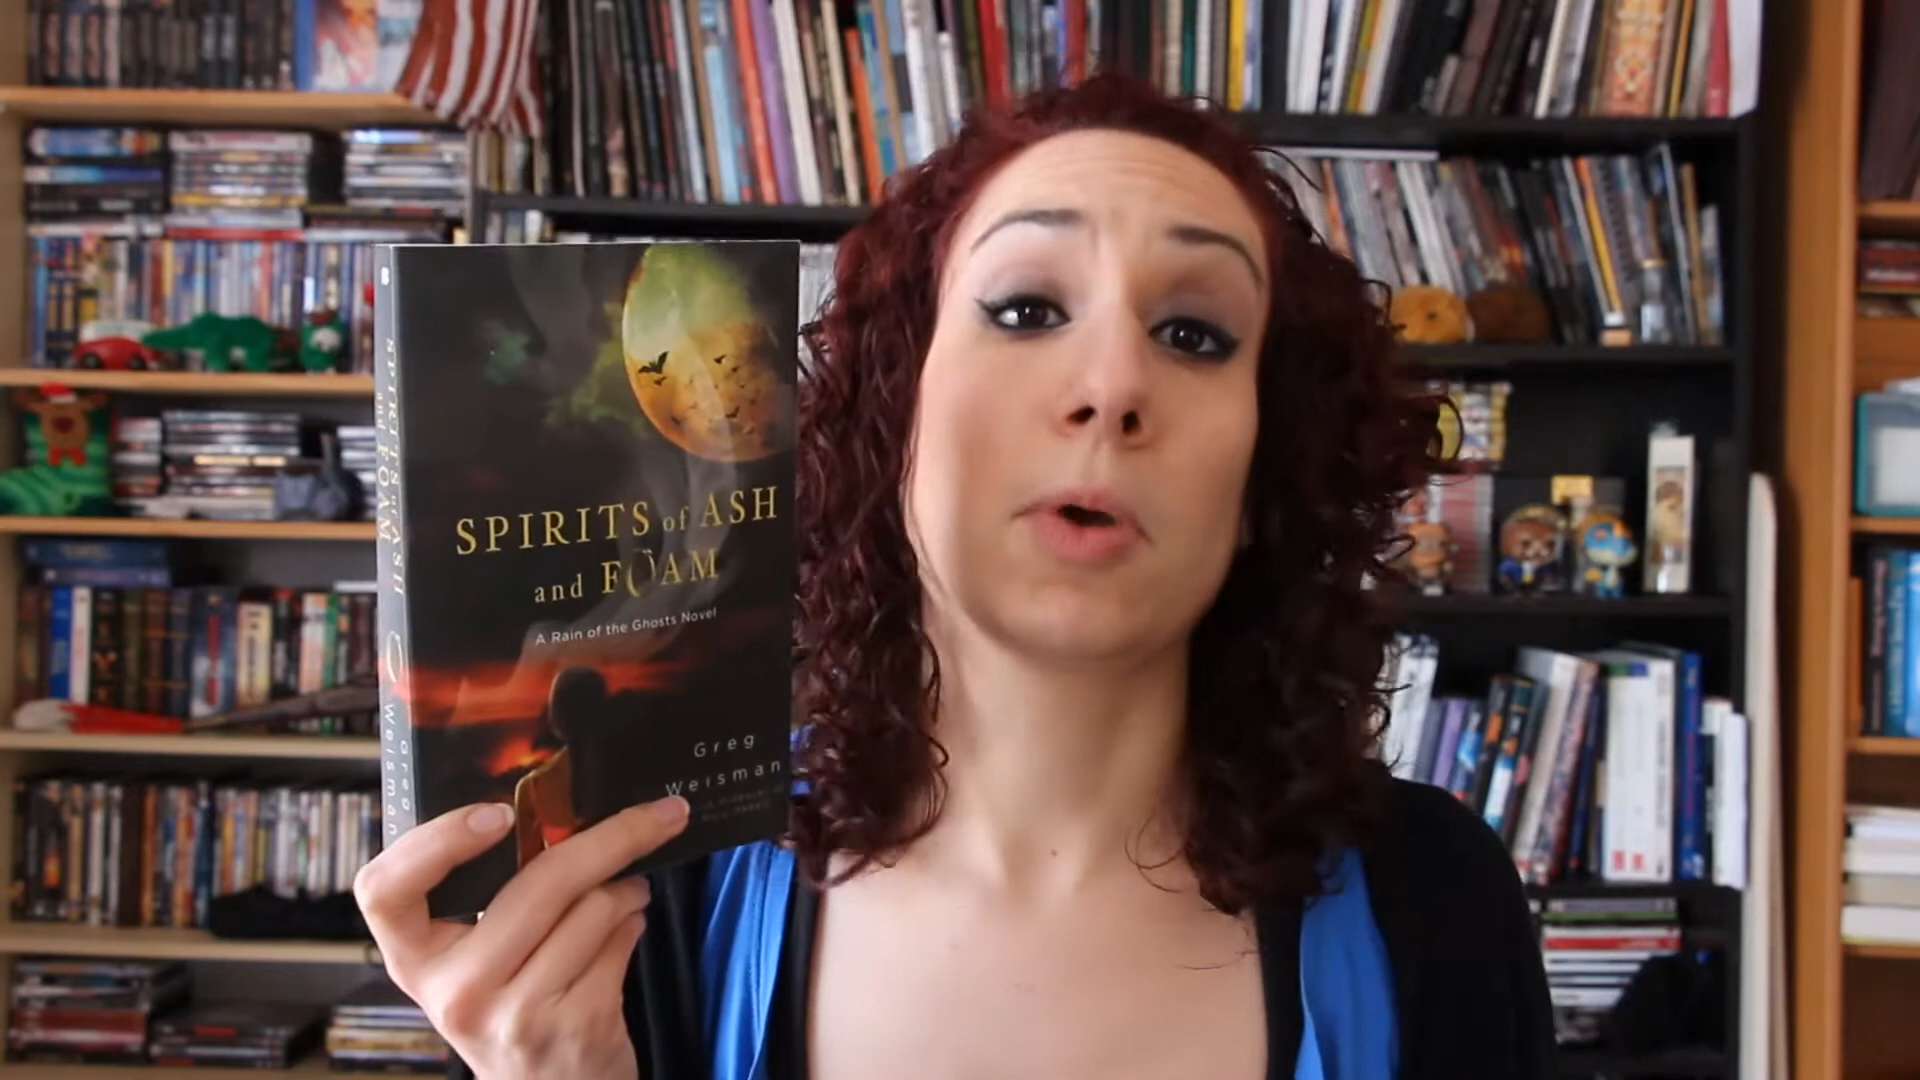 SPIRITS of ASH
and FOAM
A Rain of the Ghosts Novel
Greg
Weisman
SPIRITS of ASH
and FOAM
Greg
Weisman